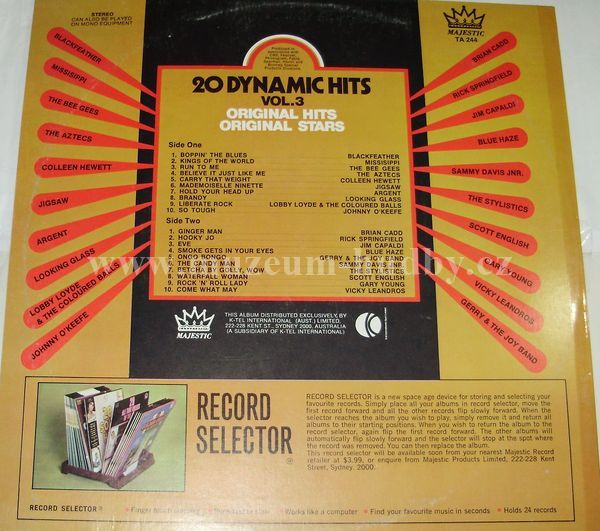 STEREO
CAN ALSO BE PLAYED
ON MONO EQUIPMENT
MAJESTIC
TA 244
BLACKFEATHER
MISSISIPPI
THE BEE GEES
THE AZTECS
COLLEEN HEWETT
JIGSAW
ARGENT
LOOKING GLASS
LOBBY LOYDE
& THE COLOURED BALLS
JOHNNY O'KEEFE
BRIAN CADD
RICK SPRINGFIELD
JIM CAPALDI
BLUE HAZE
SAMMY DAVIS JNR.
THE STYLISTICS
SCOTT ENGLISH
GARY YOUNG
VICKY LEANDROS
GERRY & THE JOY BAND
20 DYNAMIC HITS
VOL.3
ORIGINAL HITS
ORIGINAL STARS
Side One
1. BOPPIN' THE BLUES BLACKFEATHER
2. KINGS OF THE WORLD MISSISIPPI
3. RUN TO ME THE BEE GEES
4. BELIEVE IT JUST LIKE ME THE AZTECS
5. CARRY THAT WEIGHT COLLEEN HEWETT
6. MADEMOISELLE NINETTE JIGSAW
7. HOLD YOUR HEAD UP ARGENT
8. BRANDY LOOKING GLASS
9. LIBERATE ROCK LOBBY LOYDE & THE COLOURED BALLS
10. SO TOUGH JOHNNY O'KEEFE
Side Two
1. GINGER MAN BRIAN CADD
2. HOOKY JO RICK SPRINGFIELD
3. EVE JIM CAPALDI
4. SMOKE GETS IN YOUR EYES BLUE HAZE
5. ONGO BONGO GERRY & THE JOY BAND
6. THE CANDY MAN SAMMY DAVIS JNR.
7. BETCHA BY GOLLY, WOW THE STYLISTICS
8. WATERFALL WOMAN SCOTT ENGLISH
9. ROCK 'N' ROLL LADY GARY YOUNG
10. COME WHAT MAY VICKY LEANDROS
MAJESTIC
THIS ALBUM DISTRIBUTED EXCLUSIVELY BY
K-TEL INTERNATIONAL (AUST.) LIMITED,
222-228 KENT ST., SYDNEY 2000, AUSTRALIA
(A SUBSIDIARY OF K-TEL INTERNATIONAL)
RECORD
SELECTOR
RECORD SELECTOR is a new space age device for storing and selecting your
favourite records. Simply place all your albums in record selector, move the
first record forward and all the other records flip slowly forward. When the
selector reaches the album you wish to play, simply remove it and return all
albums to their starting positions. When you wish to return the album to the
record selector, again flip the first record forward. The other albums will
automatically flip slowly forward and the selector will stop at the space where
the record was removed. You can then replace the album.
This record selector will be available soon from your nearest Majestic Record
retailer at $3.99, or enquire from Majestic Products Limited, 222-228 Kent
Street, Sydney. 2000.
RECORD SELECTOR • Works like a computer • Find your favourite music in seconds • Holds 24 records